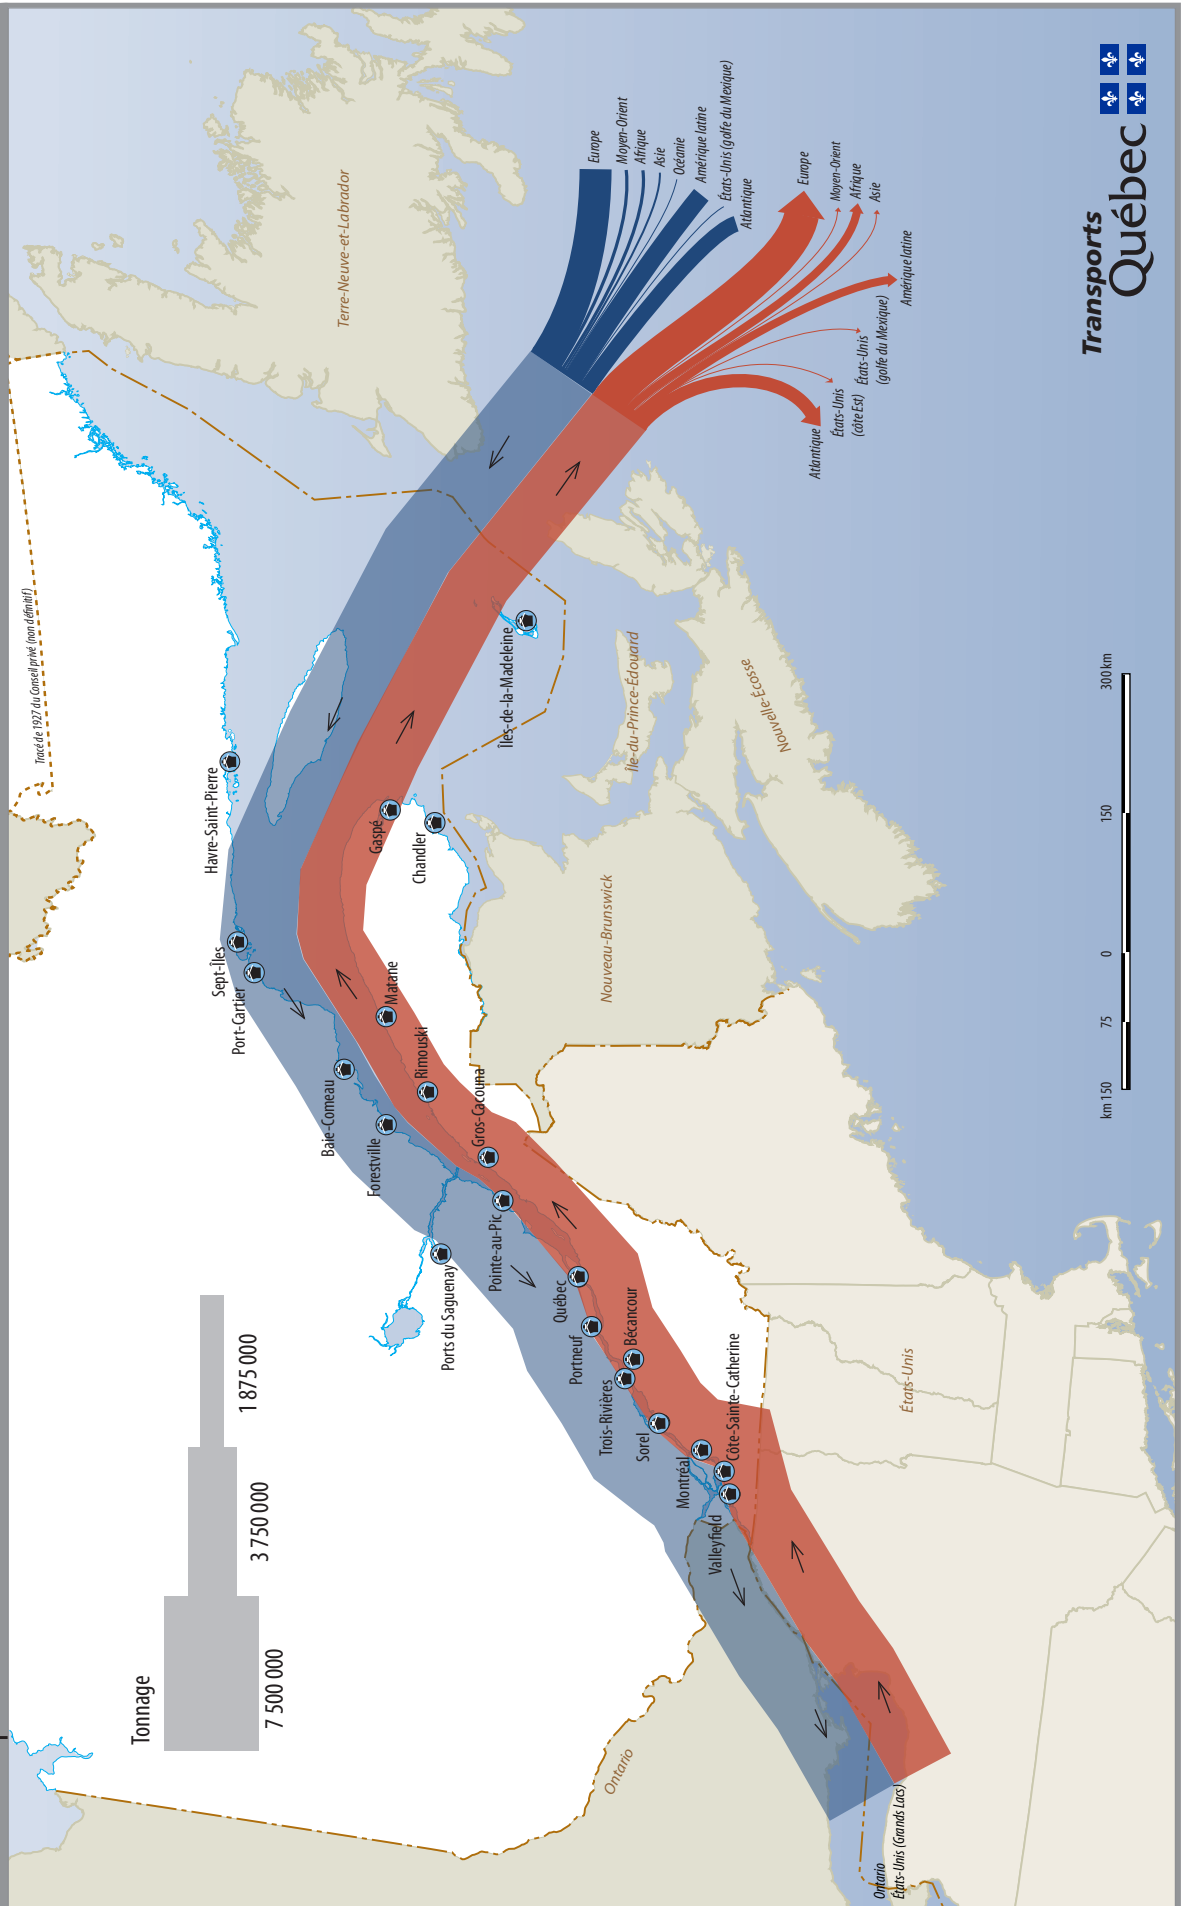 Tracé de 1927 du Conseil privé (non définitif)
Terre-Neuve-et-Labrador
Europe
Moyen-Orient
Afrique
Asie
Océanie
Amérique latine
États-Unis (golfe du Mexique)
Atlantique
Europe
Moyen-Orient
Afrique
Asie
Amérique latine
États-Unis
(golfe du Mexique)
États-Unis
(côte Est)
Atlantique
Havre-Saint-Pierre
Sept-Îles
Port-Cartier
Baie-Comeau
Forestville
Ports du Saguenay
Pointe-au-Pic
Québec
Portneuf
Trois-Rivières
Sorel
Montréal
Valleyfield
Côte-Sainte-Catherine
Bécancour
Gros-Cacouna
Rimouski
Matane
Gaspé
Chandler
Îles-de-la-Madeleine
Île-du-Prince-Édouard
Nouvelle-Écosse
Nouveau-Brunswick
États-Unis
Ontario
Ontario
États-Unis (Grands Lacs)
Tonnage
7 500 000
3 750 000
1 875 000
km 150
75
0
150
300 km
Transports
Québec